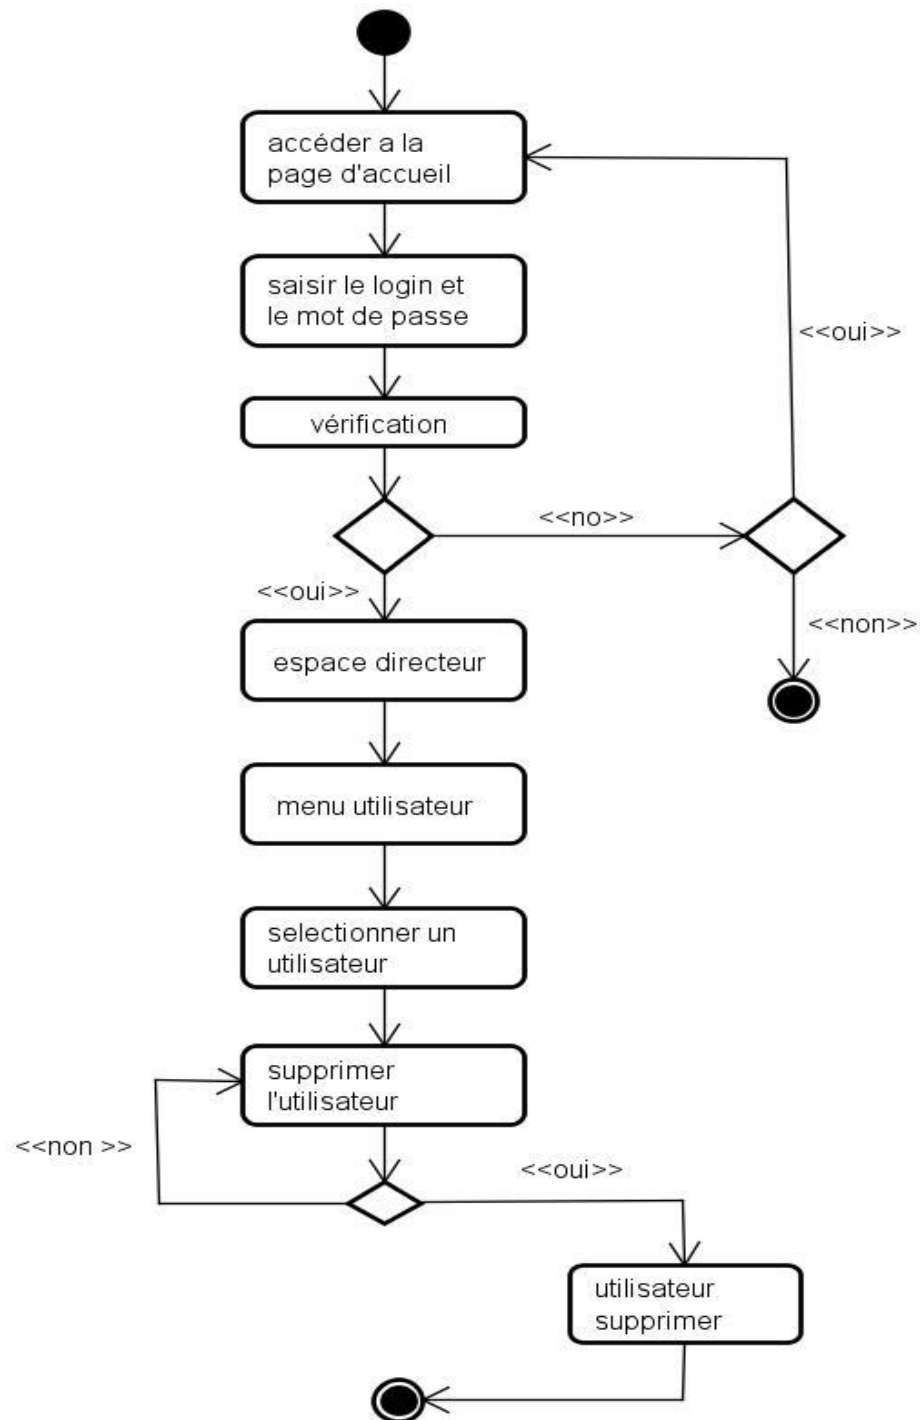 accéder a la
page d'accueil
saisir le login et
le mot de passe
<<oui>>
vérification
<<no>>
<<oui>>
<<non>>
espace directeur
menu utilisateur
selectionner un
utilisateur
supprimer
l'utilisateur
<<non >>
<<oui>>
utilisateur
supprimer